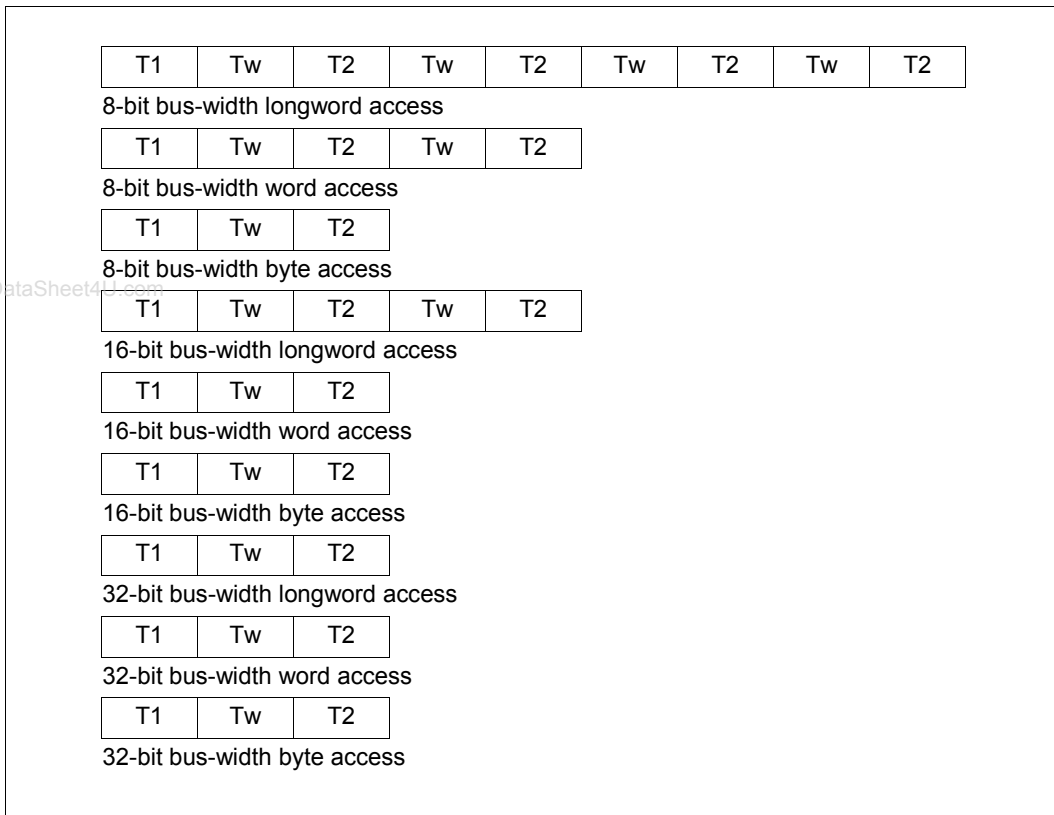 T1 Tw T2 Tw T2 Tw T2 Tw T2
8-bit bus-width longword access
T1 Tw T2 Tw T2
8-bit bus-width word access
T1 Tw T2
8-bit bus-width byte access
ataSheet4U.com
T1 Tw T2 Tw T2
16-bit bus-width longword access
T1 Tw T2
16-bit bus-width word access
T1 Tw T2
16-bit bus-width byte access
T1 Tw T2
32-bit bus-width longword access
T1 Tw T2
32-bit bus-width word access
T1 Tw T2
32-bit bus-width byte access